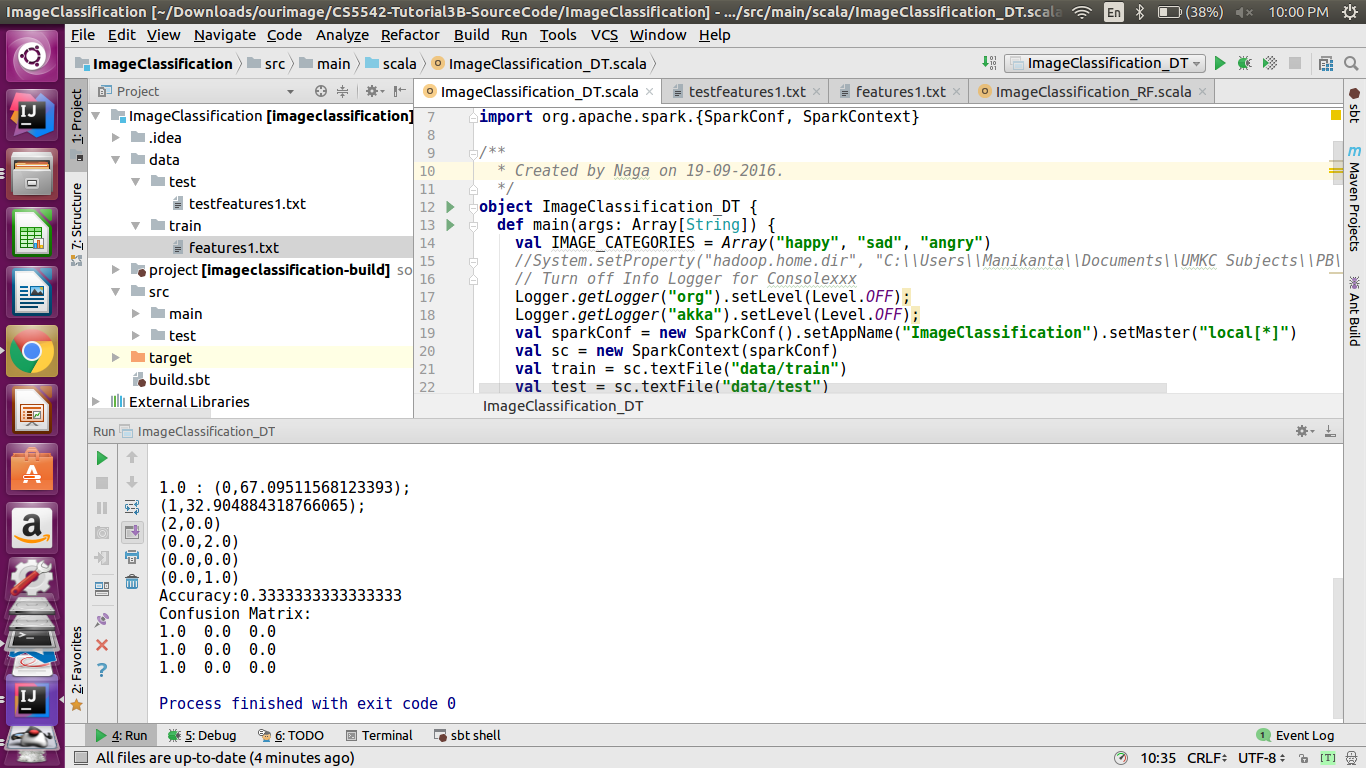 ImageClassification [~/Downloads/ourimage/CS5542-Tutorial3B-SourceCode/ImageClassification] - .../src/main/scala/ImageClassification_DT.scala
En (38%) 10:00 PM
File Edit View Navigate Code Analyze Refactor Build Run Tools VCS Window Help
ImageClassification src main scala ImageClassification_DT.scala
ImageClassification_DT
Project
ImageClassification_DT.scala testfeatures1.txt features1.txt ImageClassification_RF.scala
1: Project
7: Structure
2: Favorites
ImageClassification [imageclassification]
.idea
data
test
testfeatures1.txt
train
features1.txt
project [imageclassification-build] so
src
main
test
target
build.sbt
External Libraries
7 import org.apache.spark.{SparkConf, SparkContext}
8
9 /**
10 * Created by Naga on 19-09-2016.
11 */
12 object ImageClassification_DT {
13 def main(args: Array[String]) {
14 val IMAGE_CATEGORIES = Array("happy", "sad", "angry")
15 //System.setProperty("hadoop.home.dir", "C:\\Users\\Manikanta\\Documents\\UMKC Subjects\\PB\
16 // Turn off Info Logger for Consolexxx
17 Logger.getLogger("org").setLevel(Level.OFF);
18 Logger.getLogger("akka").setLevel(Level.OFF);
19 val sparkConf = new SparkConf().setAppName("ImageClassification").setMaster("local[*]")
20 val sc = new SparkContext(sparkConf)
21 val train = sc.textFile("data/train")
22 val test = sc.textFile("data/test")
ImageClassification_DT
sbt
Maven Projects
Ant Build
Run ImageClassification_DT
1.0 : (0,67.09511568123393);
(1,32.904884318766065);
(2,0.0)
(0.0,2.0)
(0.0,0.0)
(0.0,1.0)
Accuracy:0.3333333333333333
Confusion Matrix:
1.0 0.0 0.0
1.0 0.0 0.0
1.0 0.0 0.0
Process finished with exit code 0
4: Run 5: Debug 6: TODO Terminal sbt shell 1 Event Log
All files are up-to-date (4 minutes ago) 10:35 CRLF UTF-8 [T]